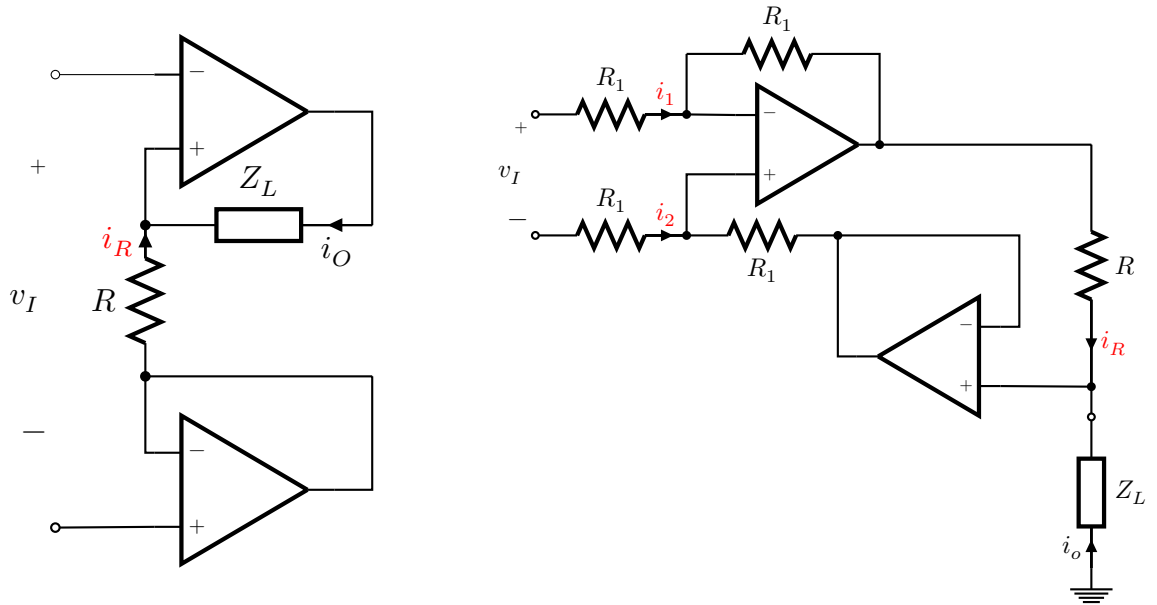 −
+
+
Z_L
i_R
i_O
v_I
R
−
−
+
R_1
R_1
i_1
+
−
v_I
+
R_1
i_2
−
R_1
R
−
i_R
+
Z_L
i_o